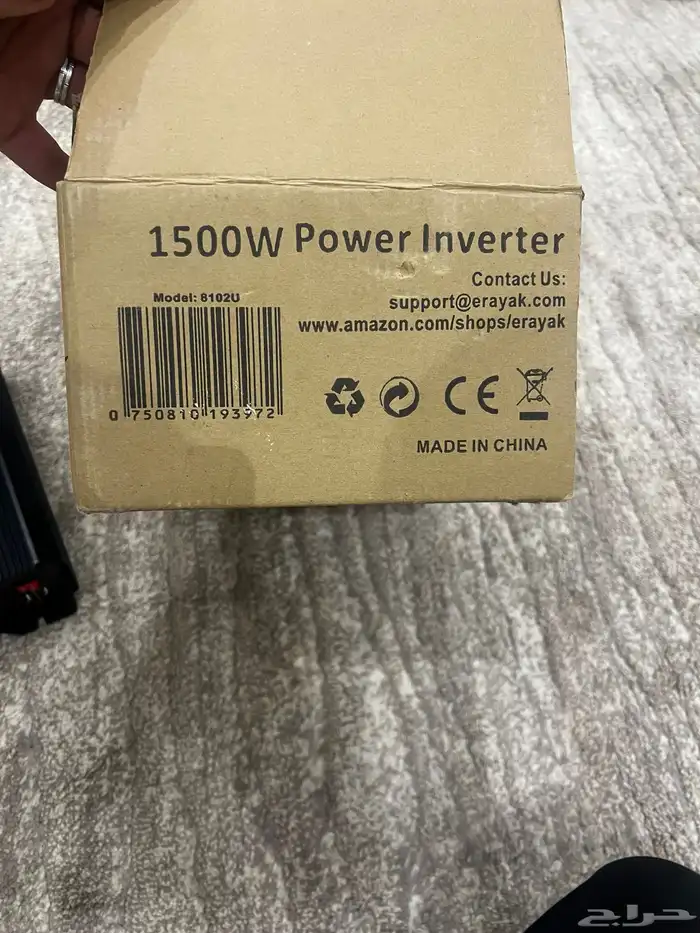 1500W Power Inverter
Contact Us:
support@erayak.com
www.amazon.com/shops/erayak
Model: 8102U
0 750810 193972
CE
MADE IN CHINA
حراج